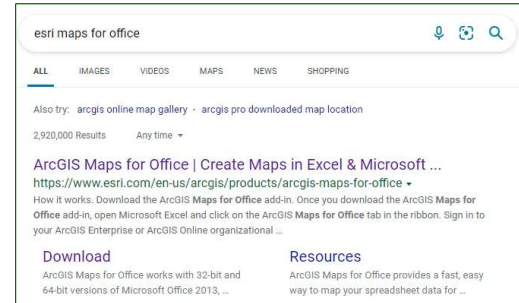 esri maps for office
ALL IMAGES VIDEOS MAPS NEWS SHOPPING
Also try: arcgis online map gallery · arcgis pro downloaded map location
2,920,000 Results Any time
ArcGIS Maps for Office | Create Maps in Excel & Microsoft ...
https://www.esri.com/en-us/arcgis/products/arcgis-maps-for-office
How it works. Download the ArcGIS Maps for Office add-in. Once you download the ArcGIS Maps for
Office add-in, open Microsoft Excel and click on the ArcGIS Maps for Office tab in the ribbon. Sign in to
your ArcGIS Enterprise or ArcGIS Online organizational ...
Download
ArcGIS Maps for Office works with 32-bit and
64-bit versions of Microsoft Office 2013, ...
Resources
ArcGIS Maps for Office provides a fast, easy
way to map your spreadsheet data for ...